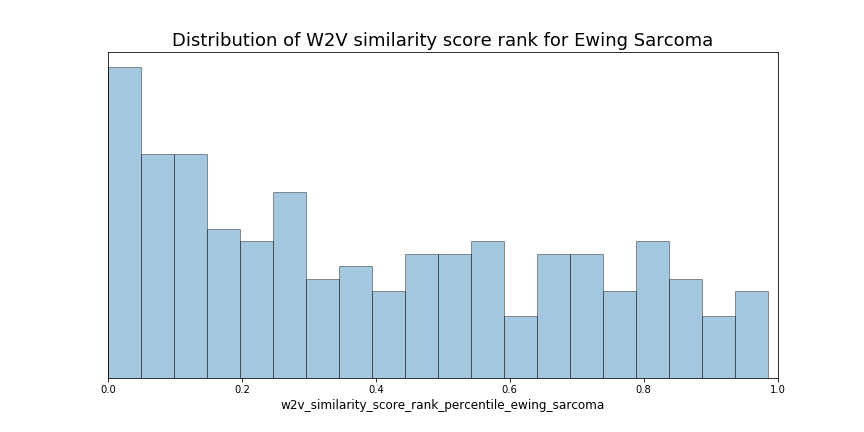 Distribution of W2V similarity score rank for Ewing Sarcoma
0.0 0.2 0.4 0.6 0.8 1.0
w2v_similarity_score_rank_percentile_ewing_sarcoma